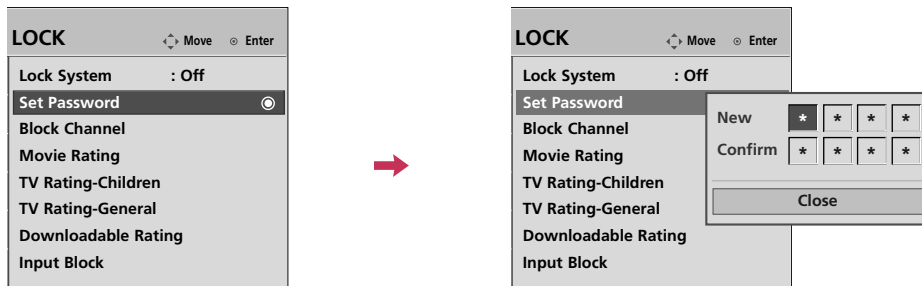 LOCK Move Enter
Lock System : Off
Set Password
Block Channel
Movie Rating
TV Rating-Children
TV Rating-General
Downloadable Rating
Input Block
LOCK Move Enter
Lock System : Off
Set Password
Block Channel
Movie Rating
TV Rating-Children
TV Rating-General
Downloadable Rating
Input Block
New * * * *
Confirm * * * *
Close